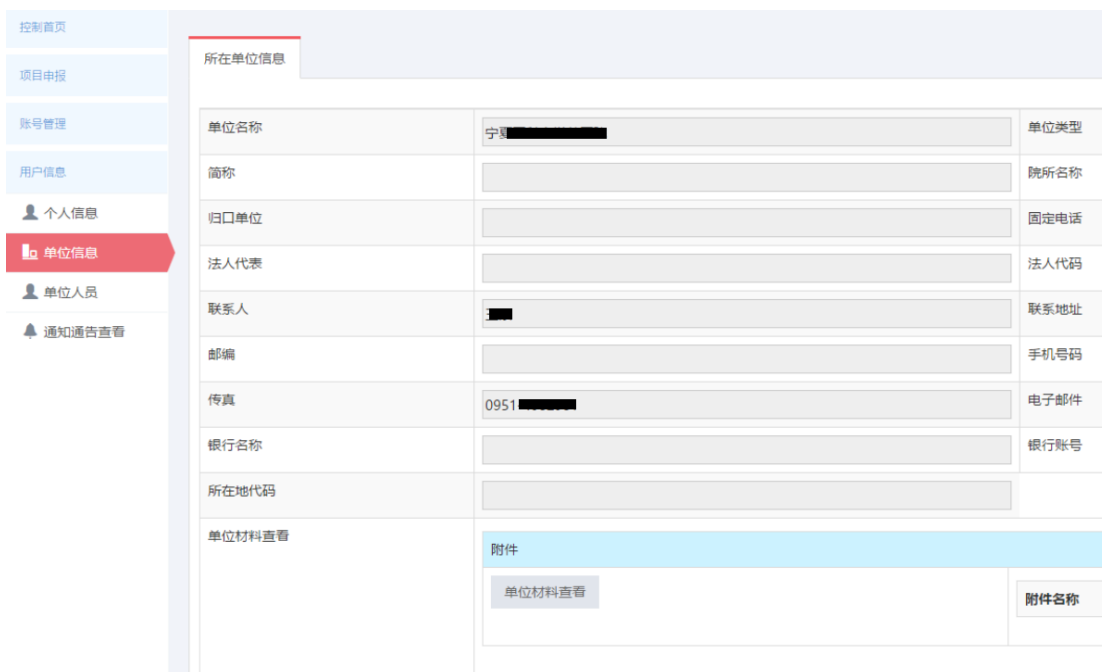 控制首页
项目申报
账号管理
用户信息
个人信息
单位信息
单位人员
通知通告查看
所在单位信息
单位名称 宁夏 单位类型
简称 院所名称
归口单位 固定电话
法人代表 法人代码
联系人 联系地址
邮编 手机号码
传真 0951 电子邮件
银行名称 银行账号
所在地代码
单位材料查看
附件
单位材料查看
附件名称